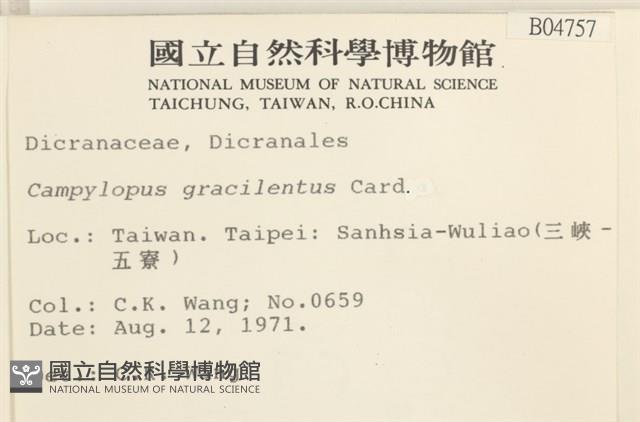 B04757
國立自然科學博物館
NATIONAL MUSEUM OF NATURAL SCIENCE
TAICHUNG, TAIWAN, R.O.CHINA
Dicranaceae, Dicranales
Campylopus gracilentus Card.
Loc.: Taiwan. Taipei: Sanhsia-Wuliao(三峽-
五寮)
Col.: C.K. Wang; No.0659
Date: Aug. 12, 1971.
國立自然科學博物館
NATIONAL MUSEUM OF NATURAL SCIENCE